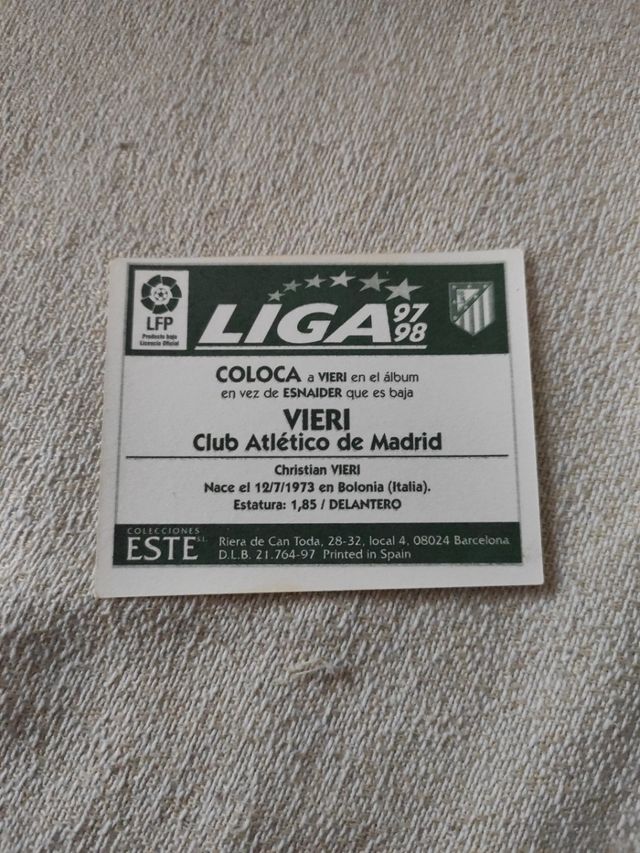 LFP
Producto bajo
Licencia Oficial
LIGA 97
98
COLOCA a VIERI en el álbum
en vez de ESNAIDER que es baja
VIERI
Club Atlético de Madrid
Christian VIERI
Nace el 12/7/1973 en Bolonia (Italia).
Estatura: 1,85 / DELANTERO
COLECCIONES
ESTE S.L.
Riera de Can Toda, 28-32, local 4, 08024 Barcelona
D.L.B. 21.764-97 Printed in Spain